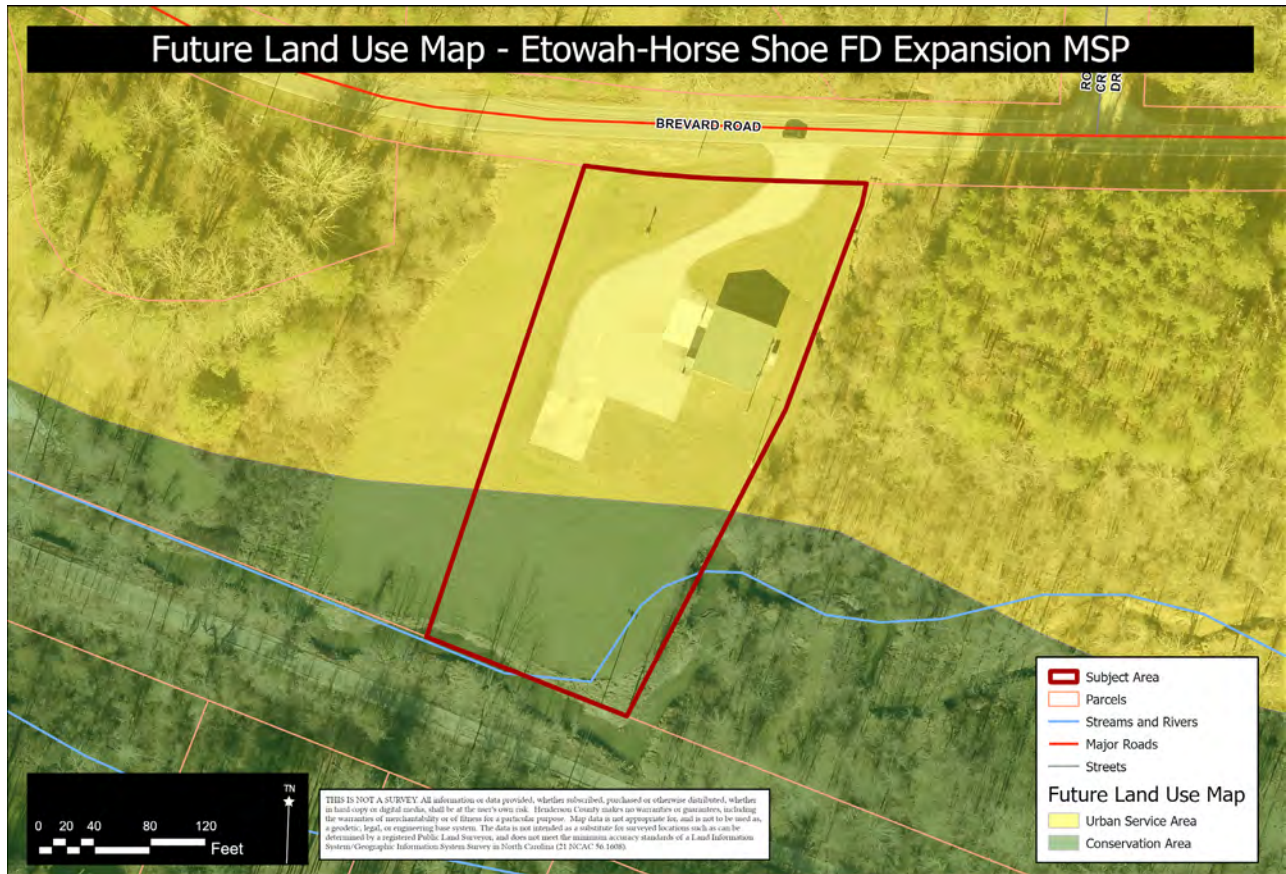 Future Land Use Map - Etowah-Horse Shoe FD Expansion MSP
RO
CR
DR
BREVARD ROAD
Subject Area
Parcels
Streams and Rivers
Major Roads
Streets
Future Land Use Map
Urban Service Area
Conservation Area
TN
0 20 40 80 120
Feet
THIS IS NOT A SURVEY. All information or data provided, whether subscribed, purchased or otherwise distributed, whether
in hard copy or digital media, shall be at the user's own risk. Henderson County makes no warranties or guarantees, including
the warranties of merchantability or of fitness for a particular purpose. Map data is not appropriate for, and is not to be used as,
a geodetic, legal, or engineering base system. The data is not intended as a substitute for surveyed locations such as can be
determined by a registered Public Land Surveyor, and does not meet the minimum accuracy standards of a Land Information
System/Geographic Information System Survey in North Carolina (21 NCAC 56.1608).